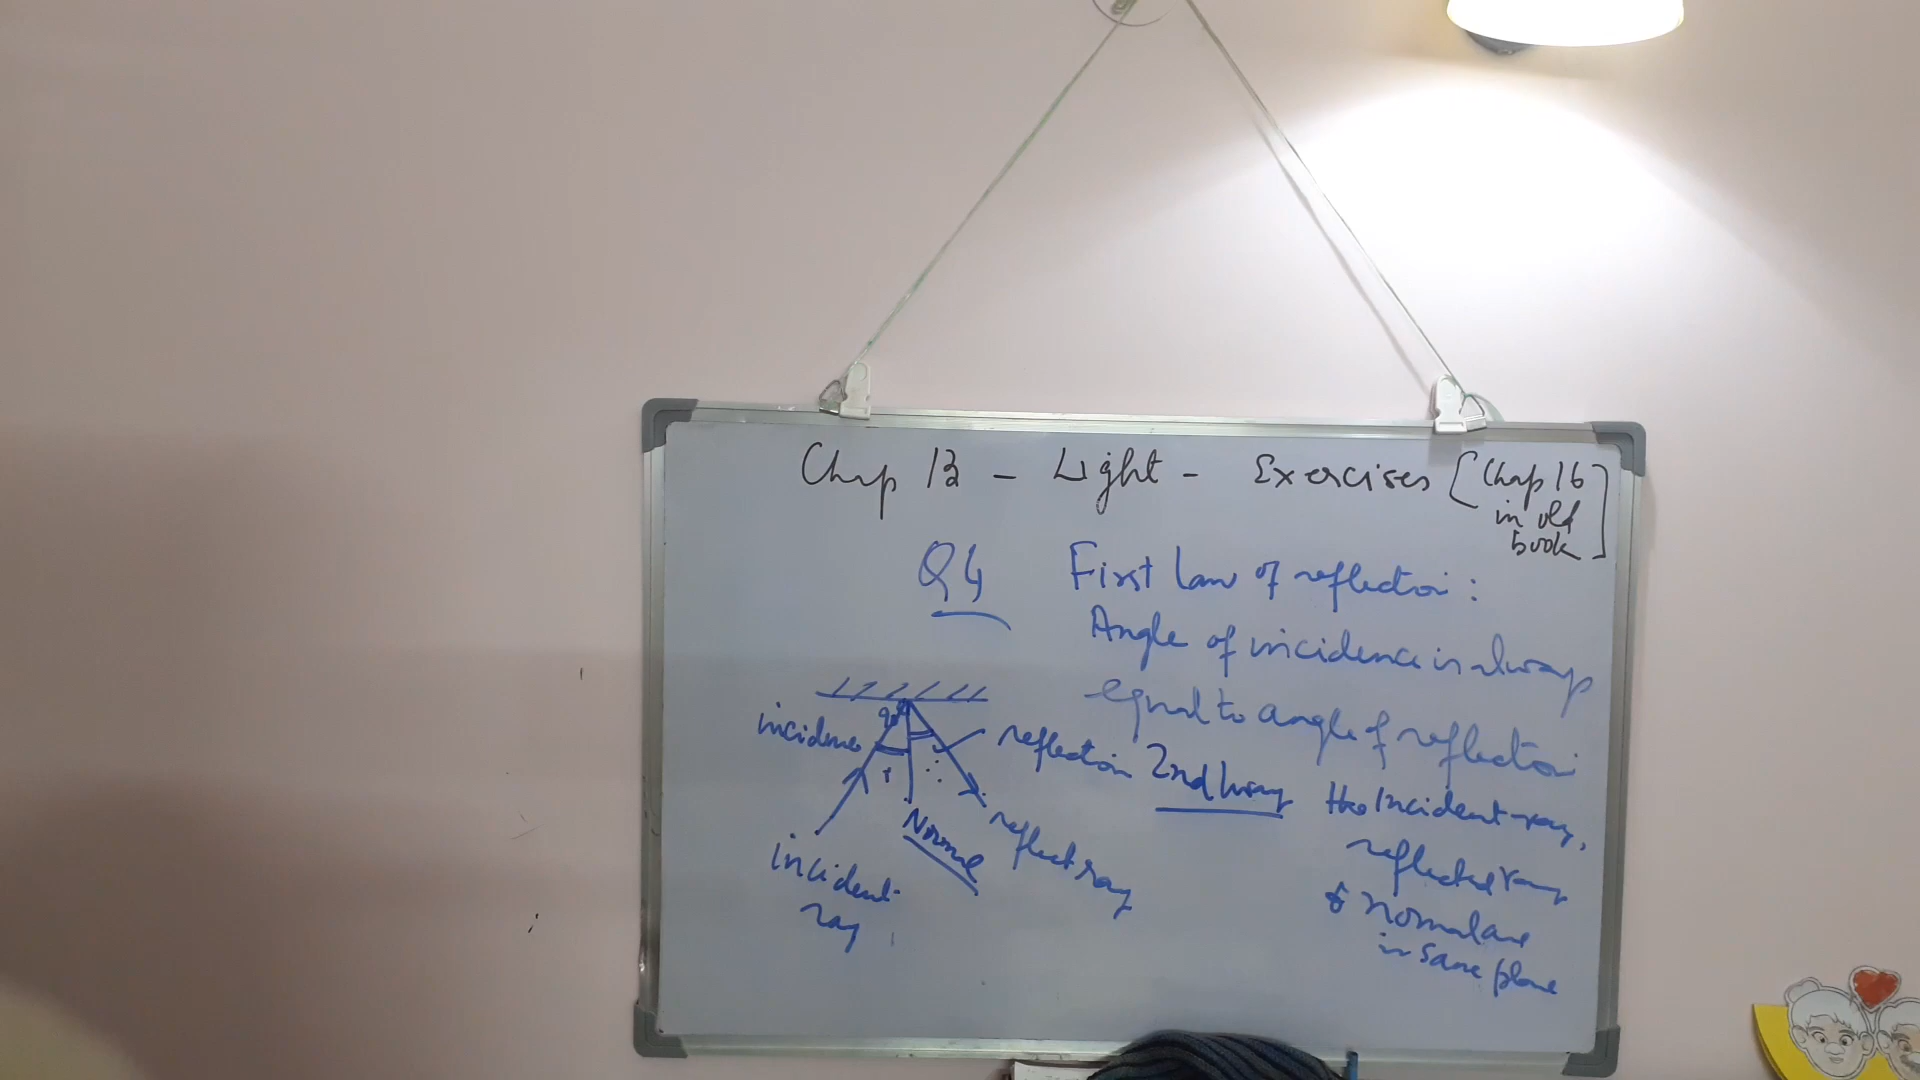 Chap 13 - Light - Exercises [Chap 16
in old
book]
Q4 First Law of reflection :
Angle of incidence is always
equal to angle of reflection
90°
incidence
reflection
2nd
the Incident ray,
reflected ray
& normal are
in same plane
Normal
reflect ray
incident
ray